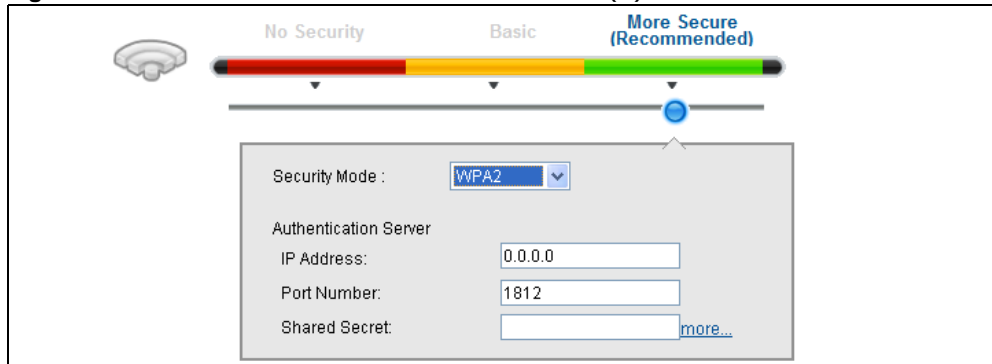 No Security Basic More Secure
(Recommended)
Security Mode : WPA2
Authentication Server
IP Address: 0.0.0.0
Port Number: 1812
Shared Secret: more...